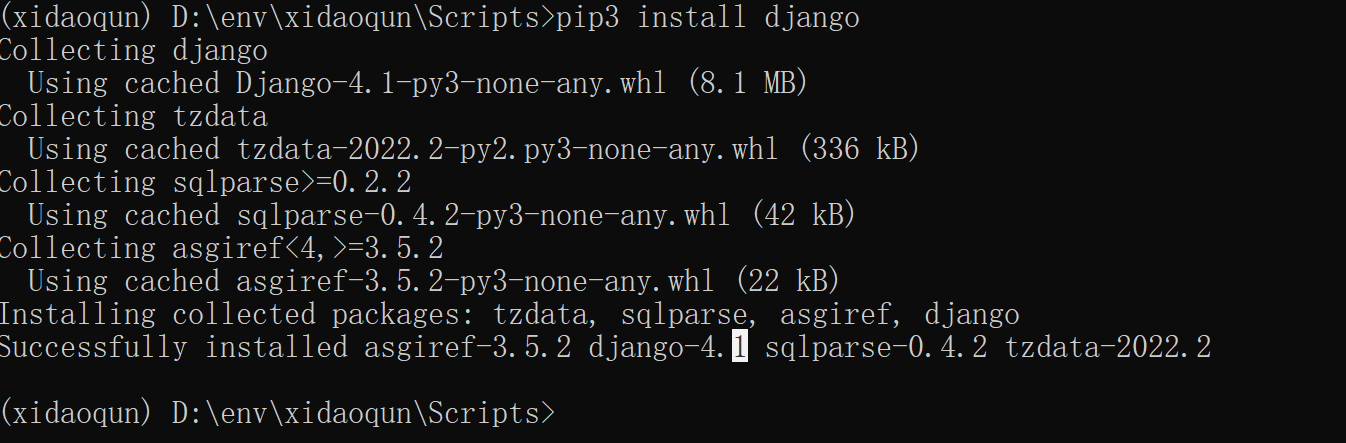 (xidaoqun) D:\env\xidaoqun\Scripts>pip3 install django
Collecting django
  Using cached Django-4.1-py3-none-any.whl (8.1 MB)
Collecting tzdata
  Using cached tzdata-2022.2-py2.py3-none-any.whl (336 kB)
Collecting sqlparse>=0.2.2
  Using cached sqlparse-0.4.2-py3-none-any.whl (42 kB)
Collecting asgiref<4,>=3.5.2
  Using cached asgiref-3.5.2-py3-none-any.whl (22 kB)
Installing collected packages: tzdata, sqlparse, asgiref, django
Successfully installed asgiref-3.5.2 django-4.1 sqlparse-0.4.2 tzdata-2022.2
(xidaoqun) D:\env\xidaoqun\Scripts>